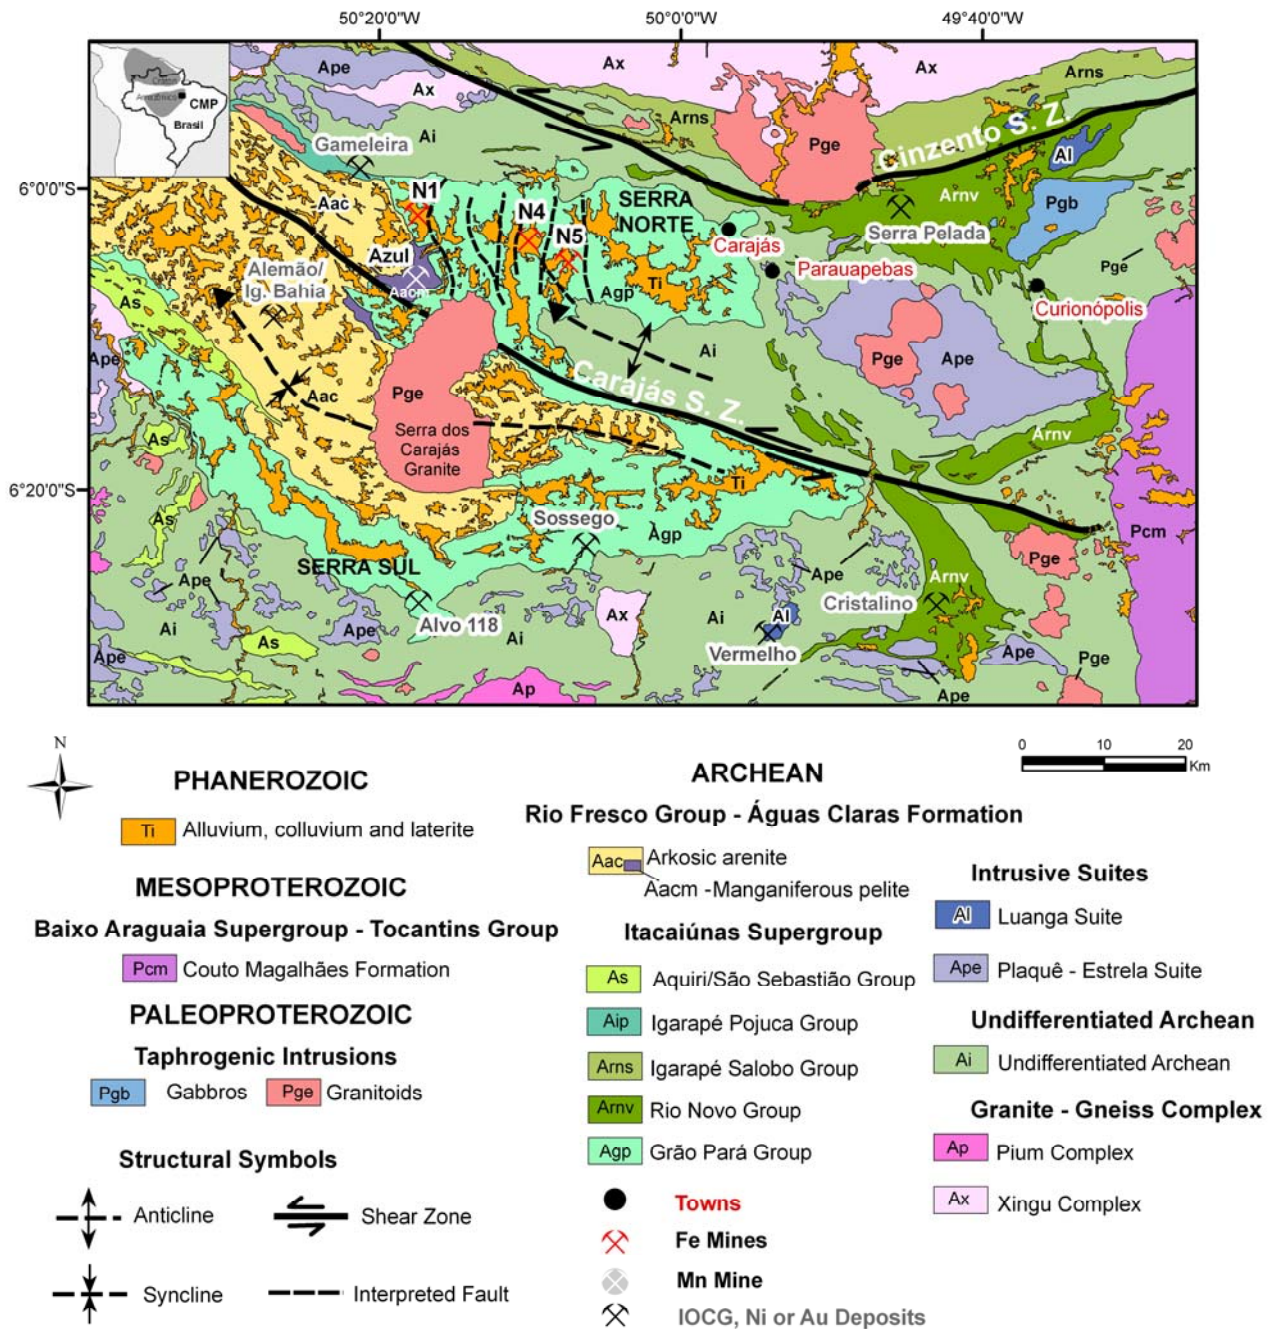 50°20'0"W
50°0'0"W
49°40'0"W
6°0'0"S
6°20'0"S
CMP
Brasil
Ape
Ax
Ax
Ax
Arns
Arns
Ai
Gameleira
Pge
Cinzento S. Z.
Al
Aac
N1
N4
N5
SERRA
NORTE
Arnv
Pgb
Serra Pelada
Carajás
Azul
Aacm
Parauapebas
Pge
Alemão/
Ig. Bahia
Ti
Agp
Curionópolis
As
Ape
Ai
Pge
Ape
Aac
Pge
Carajás S. Z.
Serra dos
Carajás
Granite
As
Arnv
Ti
As
Sossego
Agp
Pcm
Pge
SERRA SUL
Ape
Ape
Arnv
Cristalino
Ai
Ape
Alvo 118
Ai
Ax
Ai
Al
Vermelho
As
Ape
Ape
Pge
Ap
Ape
N
0 10 20
Km
PHANEROZOIC
Ti Alluvium, colluvium and laterite
MESOPROTEROZOIC
Baixo Araguaia Supergroup - Tocantins Group
Pcm Couto Magalhães Formation
PALEOPROTEROZOIC
Taphrogenic Intrusions
Pgb Gabbros Pge Granitoids
Structural Symbols
Anticline Shear Zone
Syncline Interpreted Fault
ARCHEAN
Rio Fresco Group - Águas Claras Formation
Aac Arkosic arenite
Aacm -Manganiferous pelite
Itacaiúnas Supergroup
As Aquiri/São Sebastião Group
Aip Igarapé Pojuca Group
Arns Igarapé Salobo Group
Arnv Rio Novo Group
Agp Grão Pará Group
Towns
Fe Mines
Mn Mine
IOCG, Ni or Au Deposits
Intrusive Suites
Al Luanga Suite
Ape Plaquê - Estrela Suite
Undifferentiated Archean
Ai Undifferentiated Archean
Granite - Gneiss Complex
Ap Pium Complex
Ax Xingu Complex